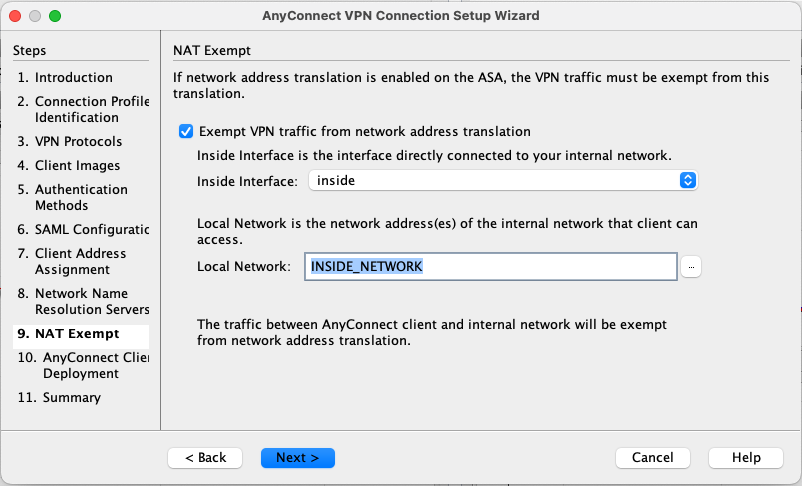 AnyConnect VPN Connection Setup Wizard
Steps
1. Introduction
2. Connection Profile
Identification
3. VPN Protocols
4. Client Images
5. Authentication
Methods
6. SAML Configuratic
7. Client Address
Assignment
8. Network Name
Resolution Servers
9. NAT Exempt
10. AnyConnect Clie
Deployment
11. Summary
NAT Exempt
If network address translation is enabled on the ASA, the VPN traffic must be exempt from this
translation.
Exempt VPN traffic from network address translation
Inside Interface is the interface directly connected to your internal network.
Inside Interface: inside
Local Network is the network address(es) of the internal network that client can
access.
Local Network: INSIDE_NETWORK ...
The traffic between AnyConnect client and internal network will be exempt
from network address translation.
< Back Next > Cancel Help